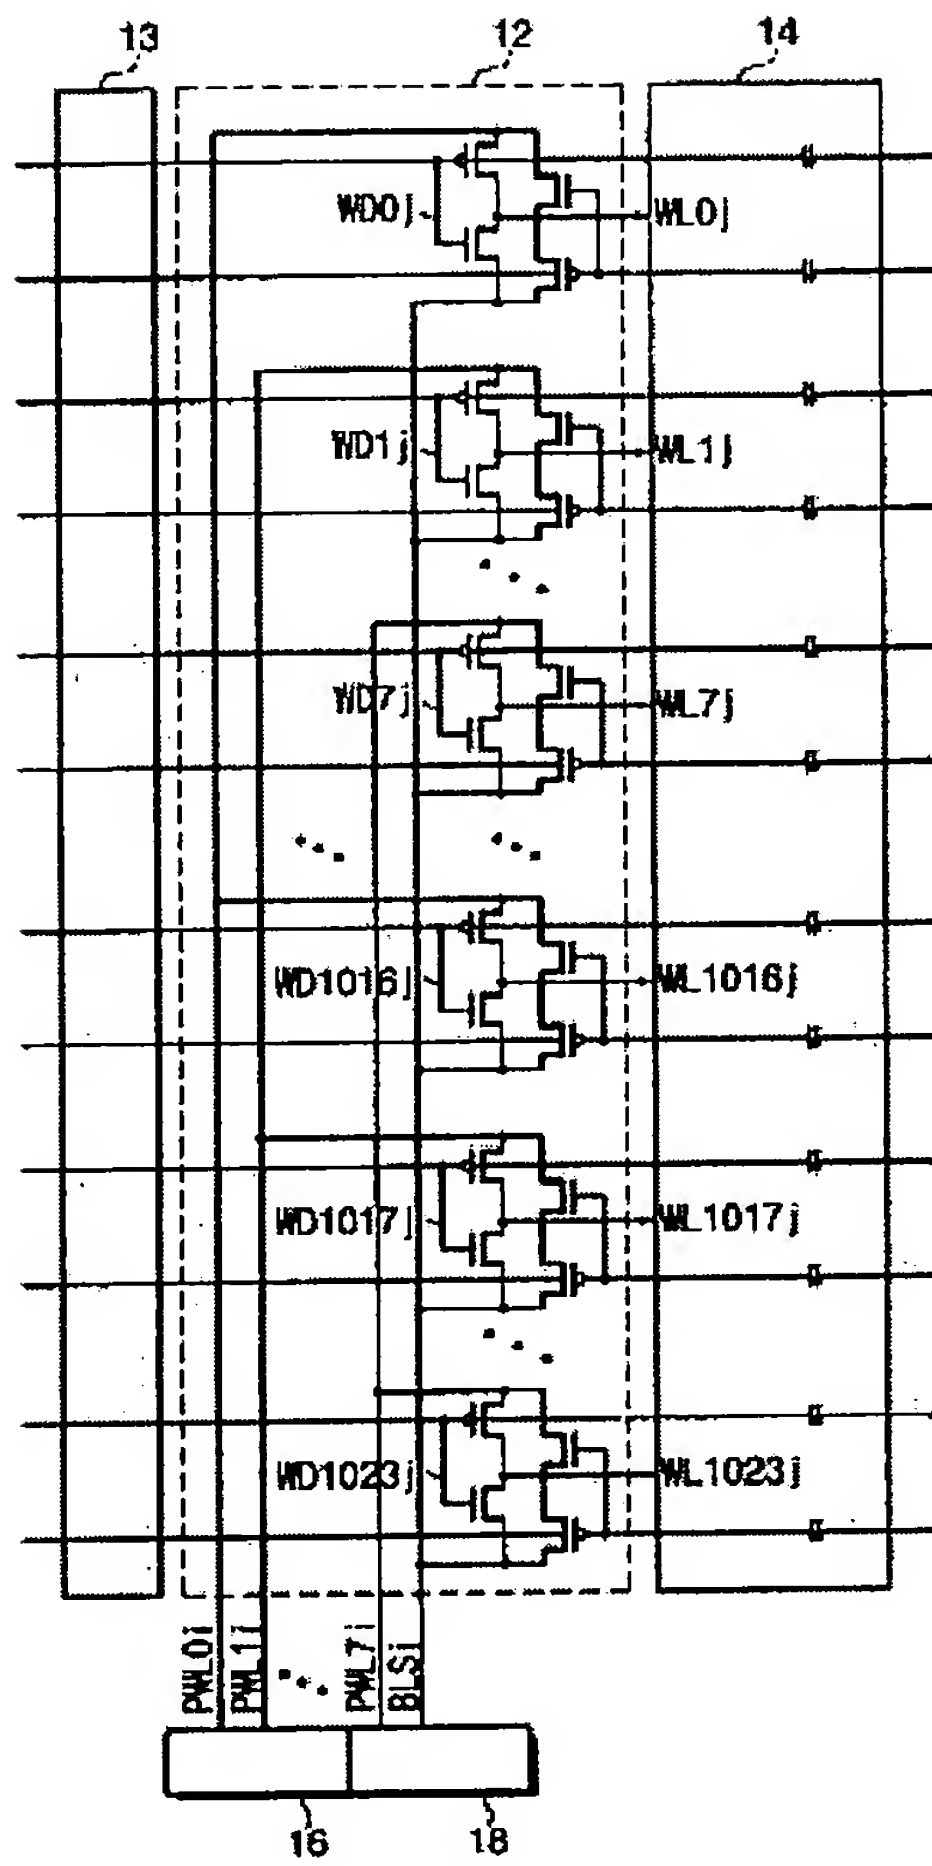 13 12 14
WD0j WL0j
WD1j WL1j
WD7j WL7j
WD1016j WL1016j
WD1017j WL1017j
WD1023j WL1023j
PWL0j PWL1j PWL7j BLSj
16 18